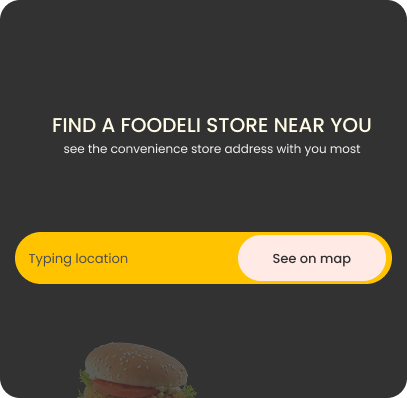 FIND A FOODELI STORE NEAR YOU
see the convenience store address with you most
Typing location
See on map